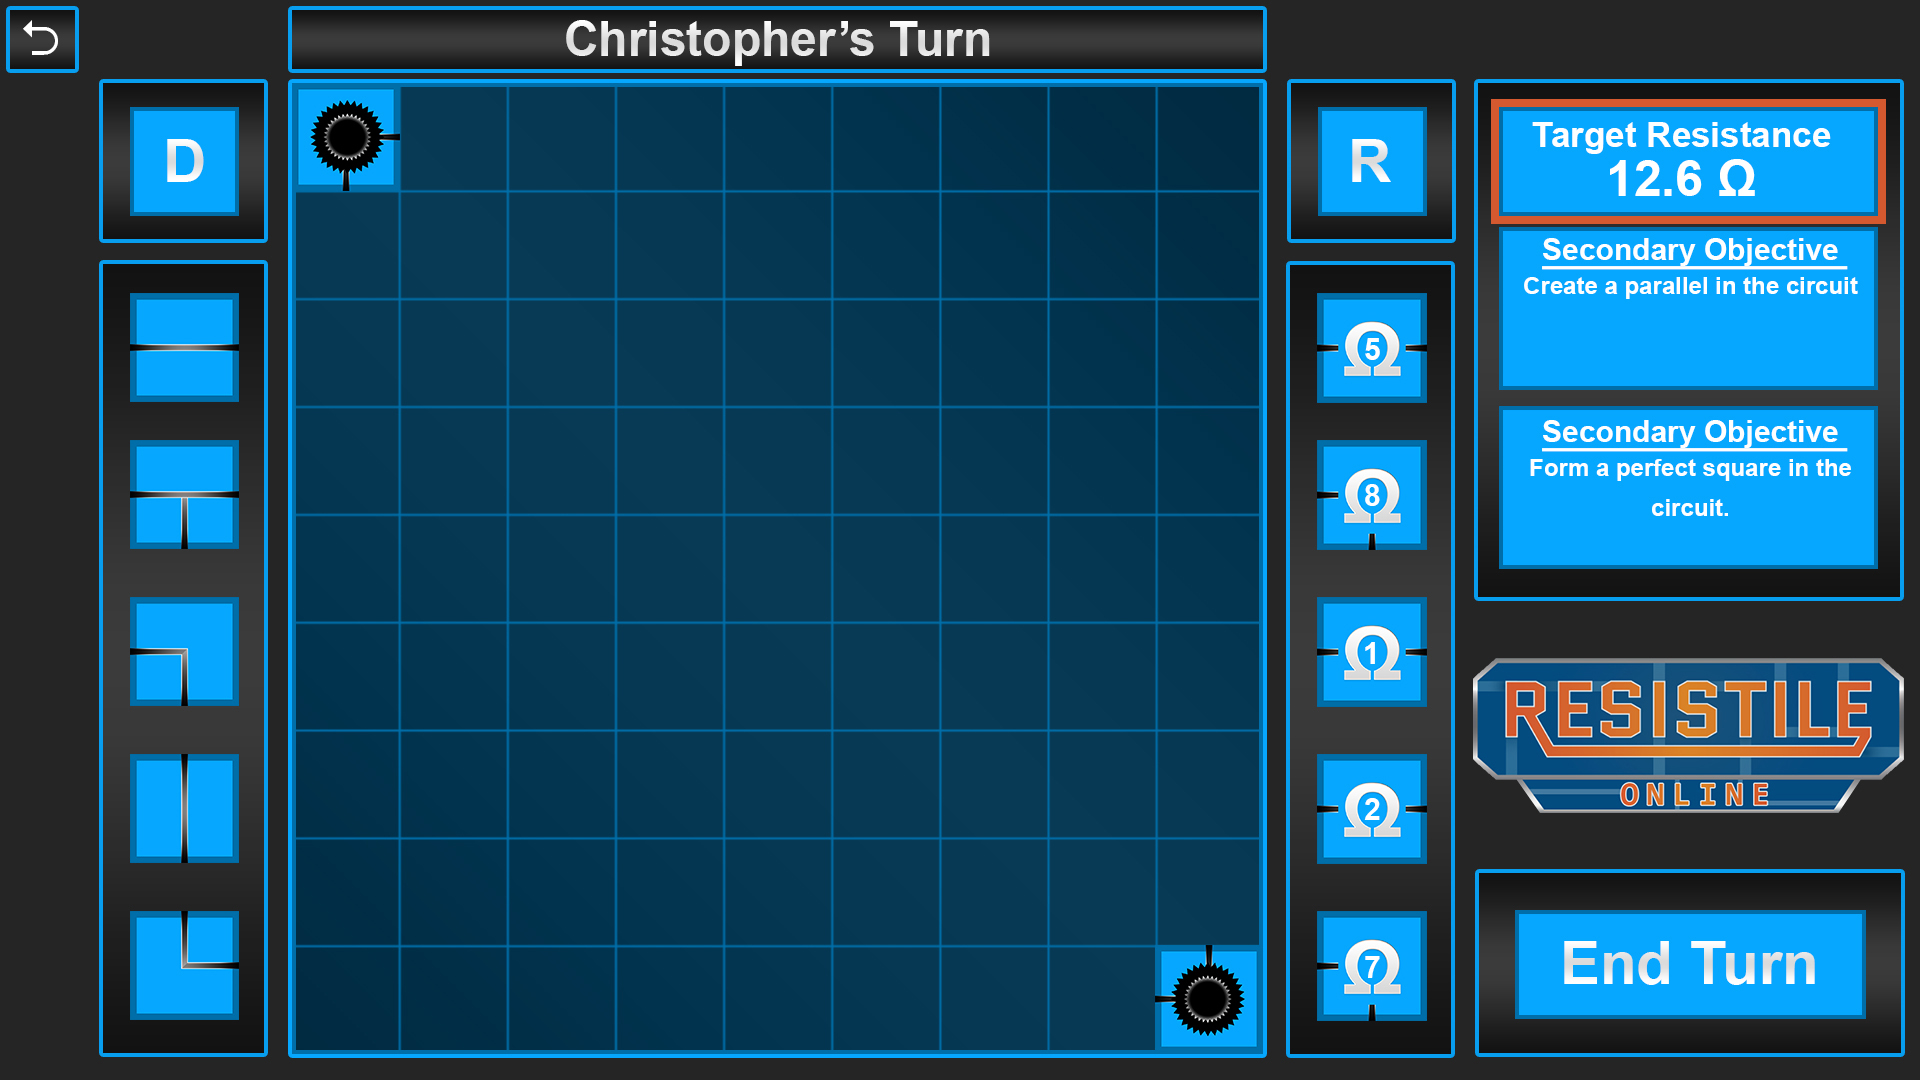 Christopher’s Turn
D
R
Target Resistance
12.6 Ω
Secondary Objective
Create a parallel in the circuit
Secondary Objective
Form a perfect square in the
circuit.
Ω 5
Ω 8
Ω 1
Ω 2
Ω 7
RESISTILE
ONLINE
End Turn